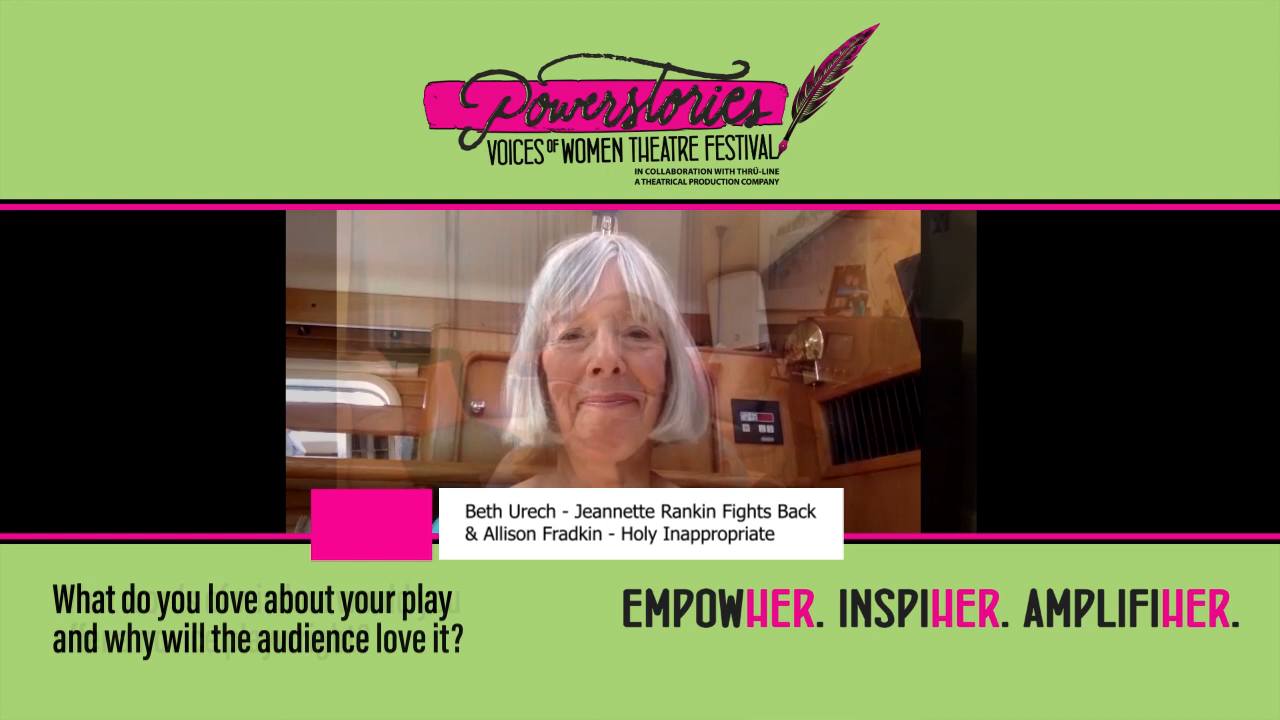 Powerstories
VOICES OF WOMEN THEATRE FESTIVAL
IN COLLABORATION WITH THRÜ-LINE
A THEATRICAL PRODUCTION COMPANY
Beth Urech - Jeannette Rankin Fights Back
& Allison Fradkin - Holy Inappropriate
What do you love about your play
and why will the audience love it?
EMPOWHER. INSPIHER. AMPLIFIHER.